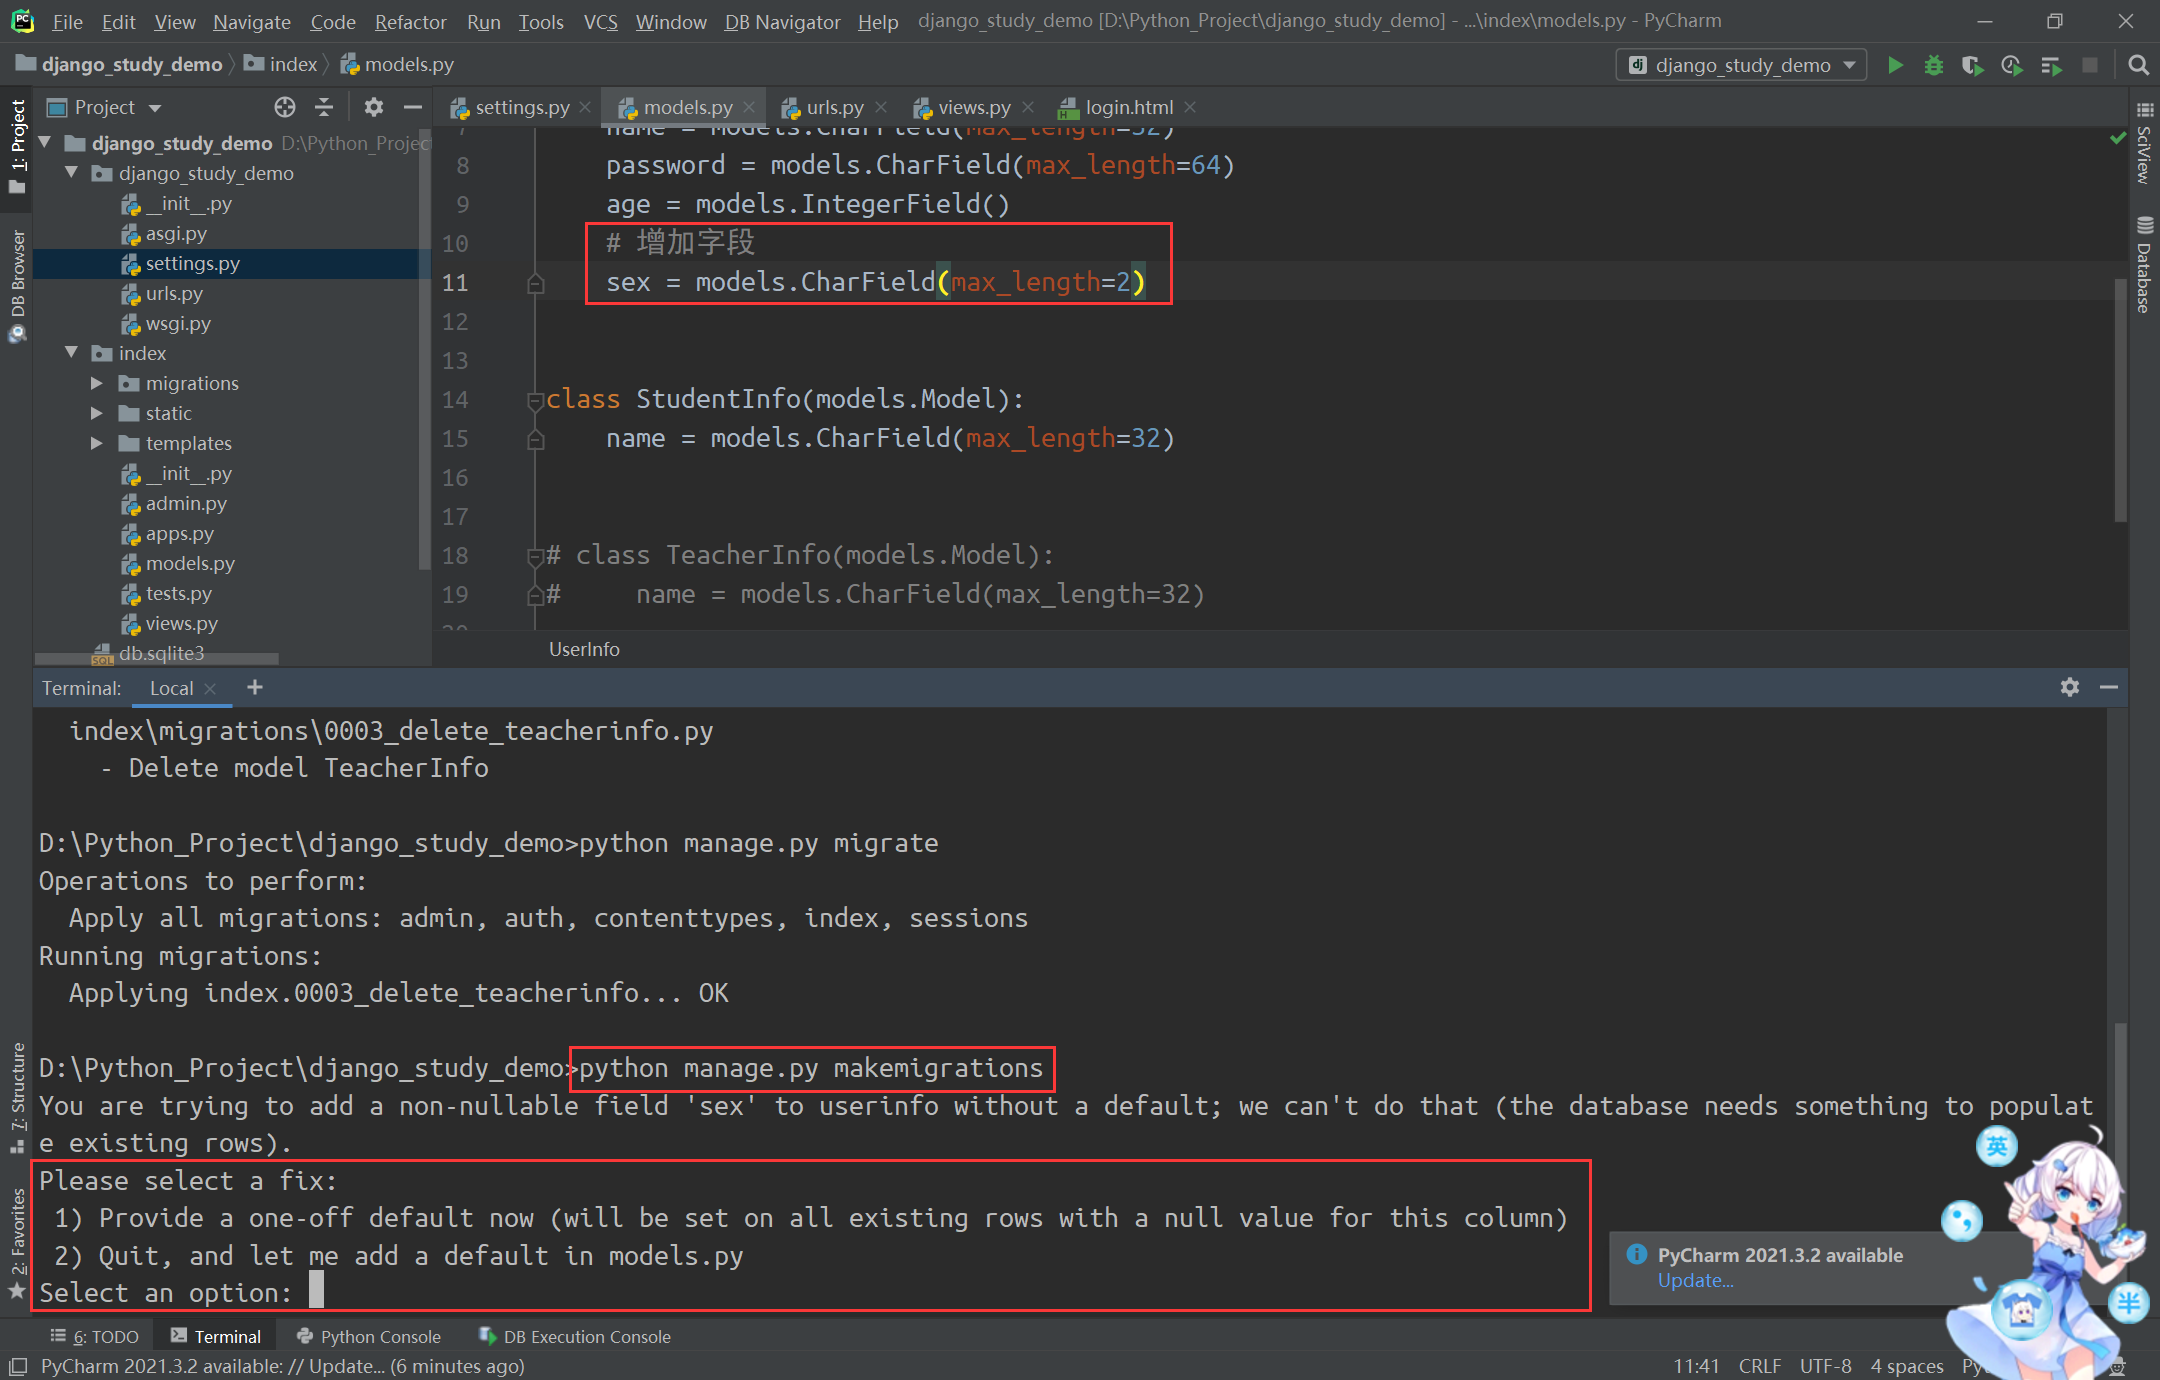 File Edit View Navigate Code Refactor Run Tools VCS Window DB Navigator Help django_study_demo [D:\Python_Project\django_study_demo] - ...\index\models.py - PyCharm
django_study_demo index models.py
django_study_demo
Project
settings.py models.py urls.py views.py login.html
1: Project
DB Browser
7: Structure
2: Favorites
SciView
Database
django_study_demo D:\Python_Projec
django_study_demo
__init__.py
asgi.py
settings.py
urls.py
wsgi.py
index
migrations
static
templates
__init__.py
admin.py
apps.py
models.py
tests.py
views.py
db.sqlite3
7 name = models.CharField(max_length=32)
8 password = models.CharField(max_length=64)
9 age = models.IntegerField()
10 # 增加字段
11 sex = models.CharField(max_length=2)
12
13
14 class StudentInfo(models.Model):
15 name = models.CharField(max_length=32)
16
17
18 # class TeacherInfo(models.Model):
19 #     name = models.CharField(max_length=32)
20
UserInfo
Terminal: Local +
index\migrations\0003_delete_teacherinfo.py
- Delete model TeacherInfo
D:\Python_Project\django_study_demo>python manage.py migrate
Operations to perform:
Apply all migrations: admin, auth, contenttypes, index, sessions
Running migrations:
Applying index.0003_delete_teacherinfo... OK
D:\Python_Project\django_study_demo>python manage.py makemigrations
You are trying to add a non-nullable field 'sex' to userinfo without a default; we can't do that (the database needs something to populat
e existing rows).
Please select a fix:
1) Provide a one-off default now (will be set on all existing rows with a null value for this column)
2) Quit, and let me add a default in models.py
Select an option:
英
半
PyCharm 2021.3.2 available
Update...
6: TODO Terminal Python Console DB Execution Console
PyCharm 2021.3.2 available: // Update... (6 minutes ago) 11:41 CRLF UTF-8 4 spaces